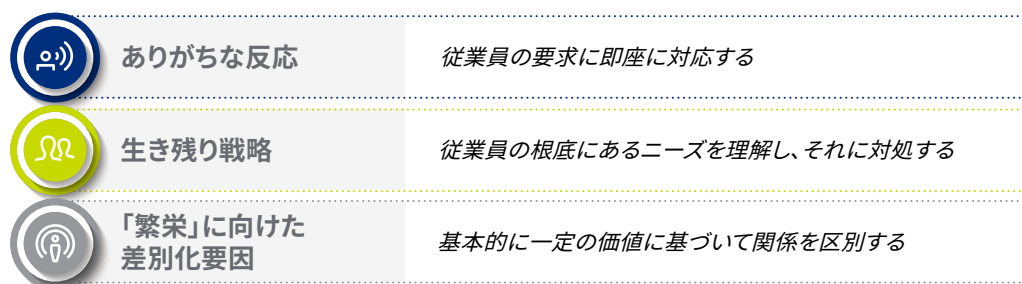 ありがちな反応
従業員の要求に即座に対応する
生き残り戦略
従業員の根底にあるニーズを理解し、それに対処する
「繁栄」に向けた
差別化要因
基本的に一定の価値に基づいて関係を区別する